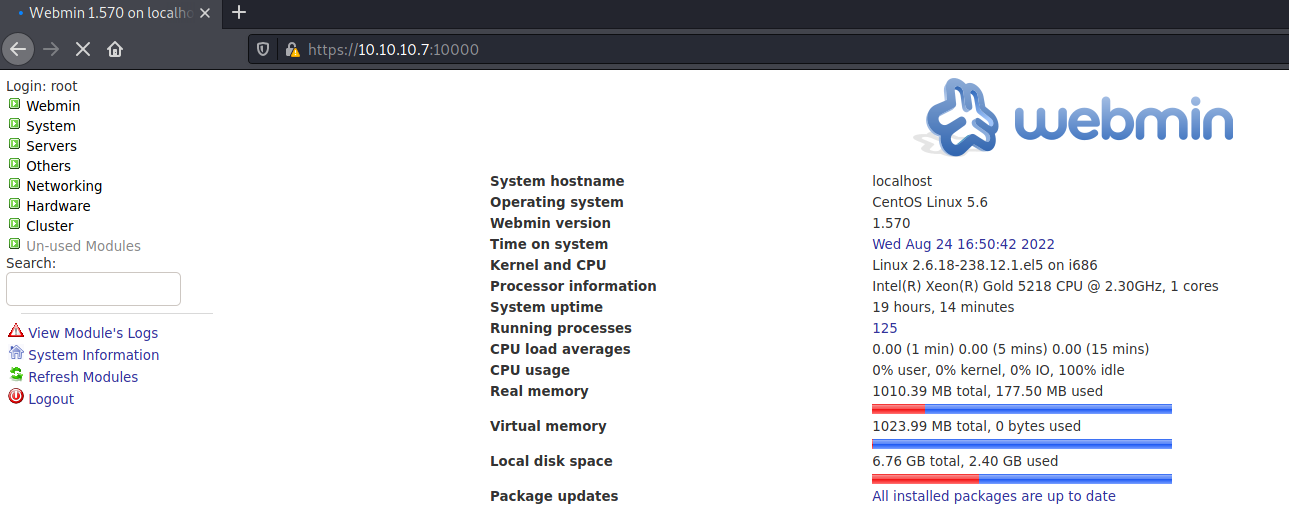 Webmin 1.570 on localho
https://10.10.10.7:10000
Login: root
Webmin
System
Servers
Others
Networking
Hardware
Cluster
Un-used Modules
Search:
View Module's Logs
System Information
Refresh Modules
Logout
webmin
System hostname localhost
Operating system CentOS Linux 5.6
Webmin version 1.570
Time on system Wed Aug 24 16:50:42 2022
Kernel and CPU Linux 2.6.18-238.12.1.el5 on i686
Processor information Intel(R) Xeon(R) Gold 5218 CPU @ 2.30GHz, 1 cores
System uptime 19 hours, 14 minutes
Running processes 125
CPU load averages 0.00 (1 min) 0.00 (5 mins) 0.00 (15 mins)
CPU usage 0% user, 0% kernel, 0% IO, 100% idle
Real memory 1010.39 MB total, 177.50 MB used
Virtual memory 1023.99 MB total, 0 bytes used
Local disk space 6.76 GB total, 2.40 GB used
Package updates All installed packages are up to date